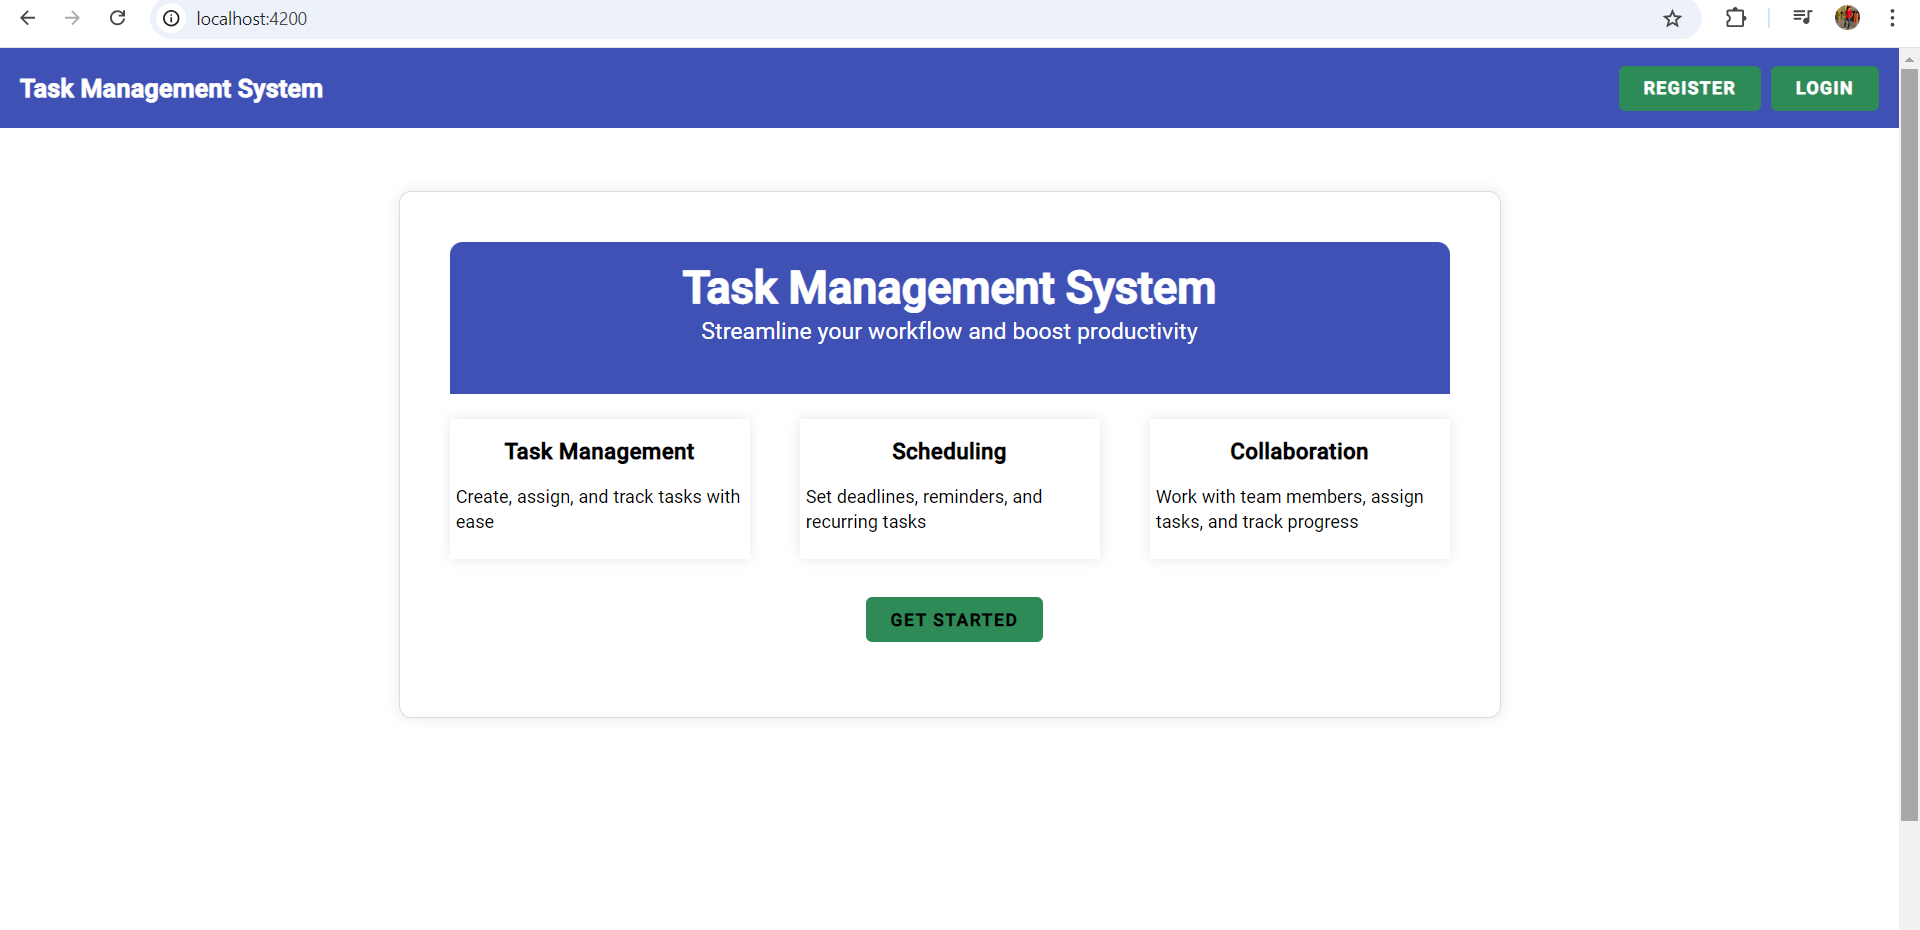 localhost:4200
Task Management System
REGISTER
LOGIN
Task Management System
Streamline your workflow and boost productivity
Task Management
Create, assign, and track tasks with
ease
Scheduling
Set deadlines, reminders, and
recurring tasks
Collaboration
Work with team members, assign
tasks, and track progress
GET STARTED